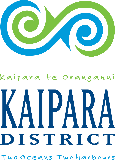 Kaipara te Oranganui
KAIPARA
DISTRICT
Two Oceans Two Harbours